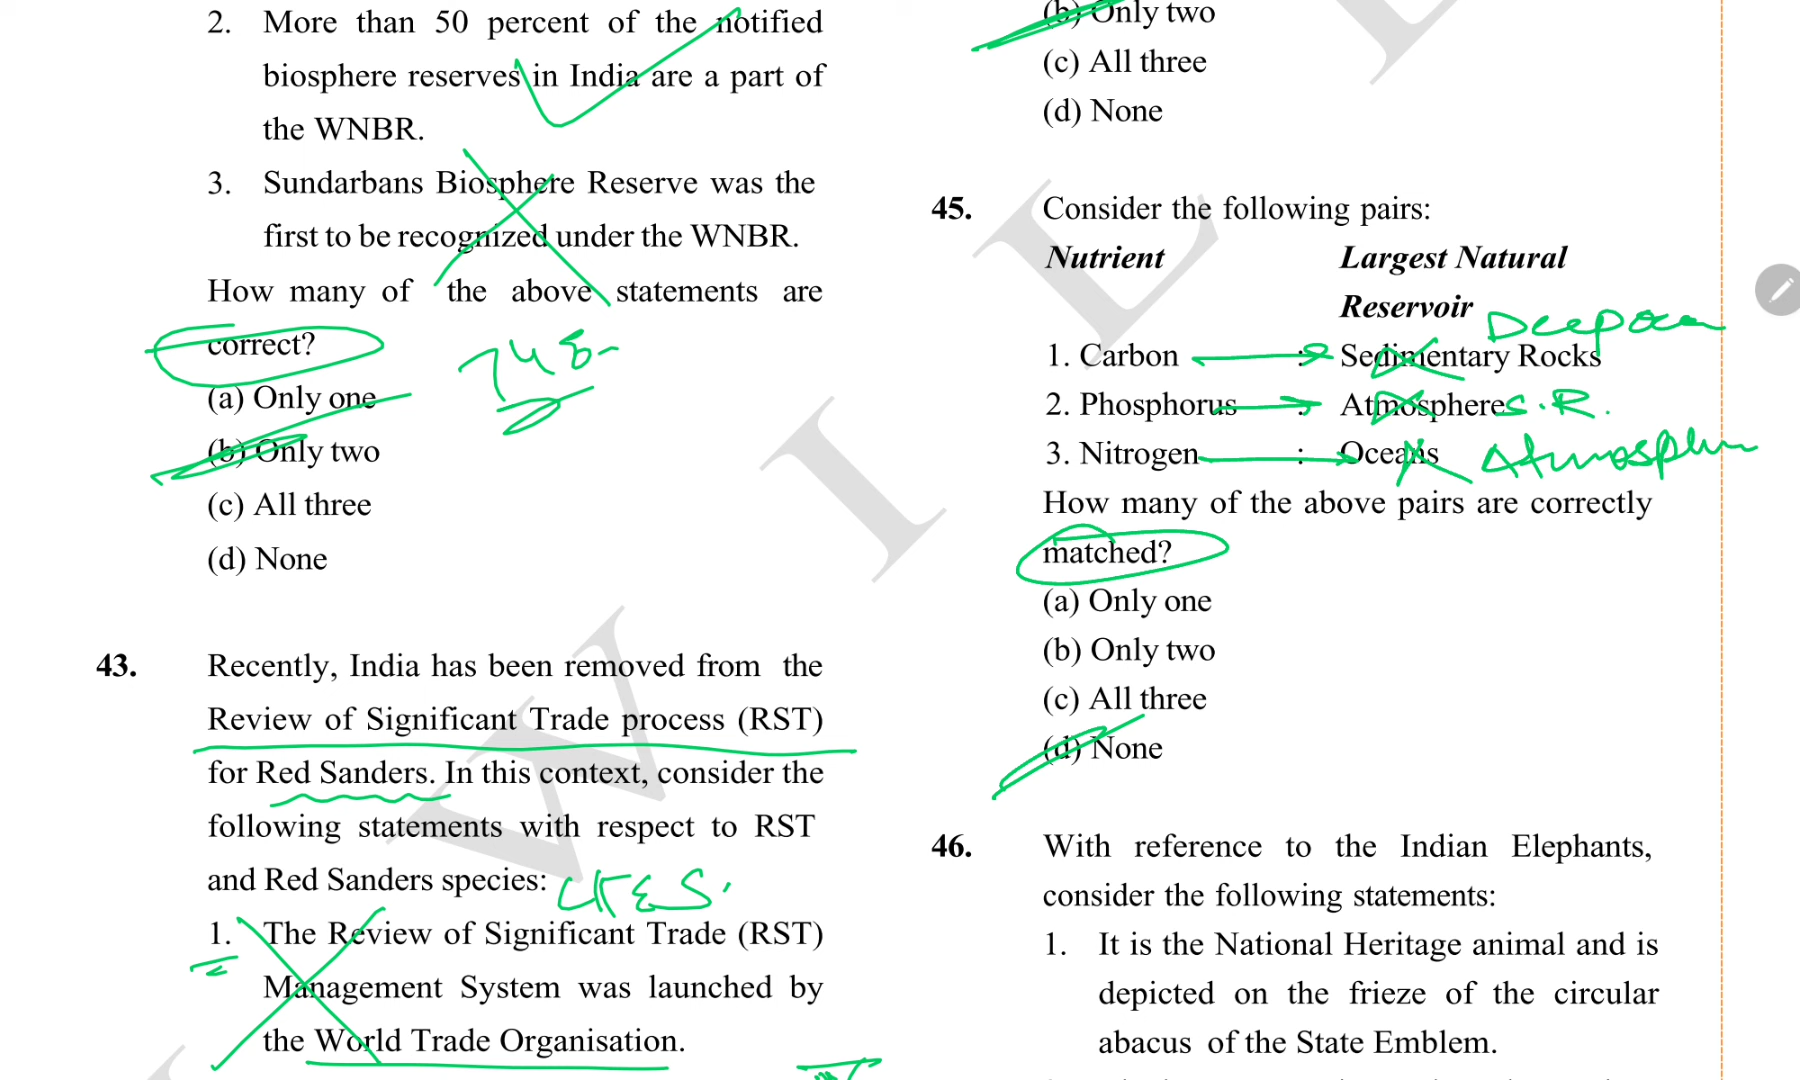 2. More than 50 percent of the notified
biosphere reserves in India are a part of
the WNBR.
3. Sundarbans Biosphere Reserve was the
first to be recognized under the WNBR.
How many of the above statements are
correct?
(a) Only one
(b) Only two
(c) All three
(d) None
43. Recently, India has been removed from the
Review of Significant Trade process (RST)
for Red Sanders. In this context, consider the
following statements with respect to RST
and Red Sanders species:
1. The Review of Significant Trade (RST)
Management System was launched by
the World Trade Organisation.
(b) Only two
(c) All three
(d) None
45. Consider the following pairs:
Nutrient Largest Natural
Reservoir
1. Carbon : Sedimentary Rocks
2. Phosphorus : Atmosphere S.R.
3. Nitrogen : Oceans
How many of the above pairs are correctly
matched?
(a) Only one
(b) Only two
(c) All three
(d) None
46. With reference to the Indian Elephants,
consider the following statements:
1. It is the National Heritage animal and is
depicted on the frieze of the circular
abacus of the State Emblem.